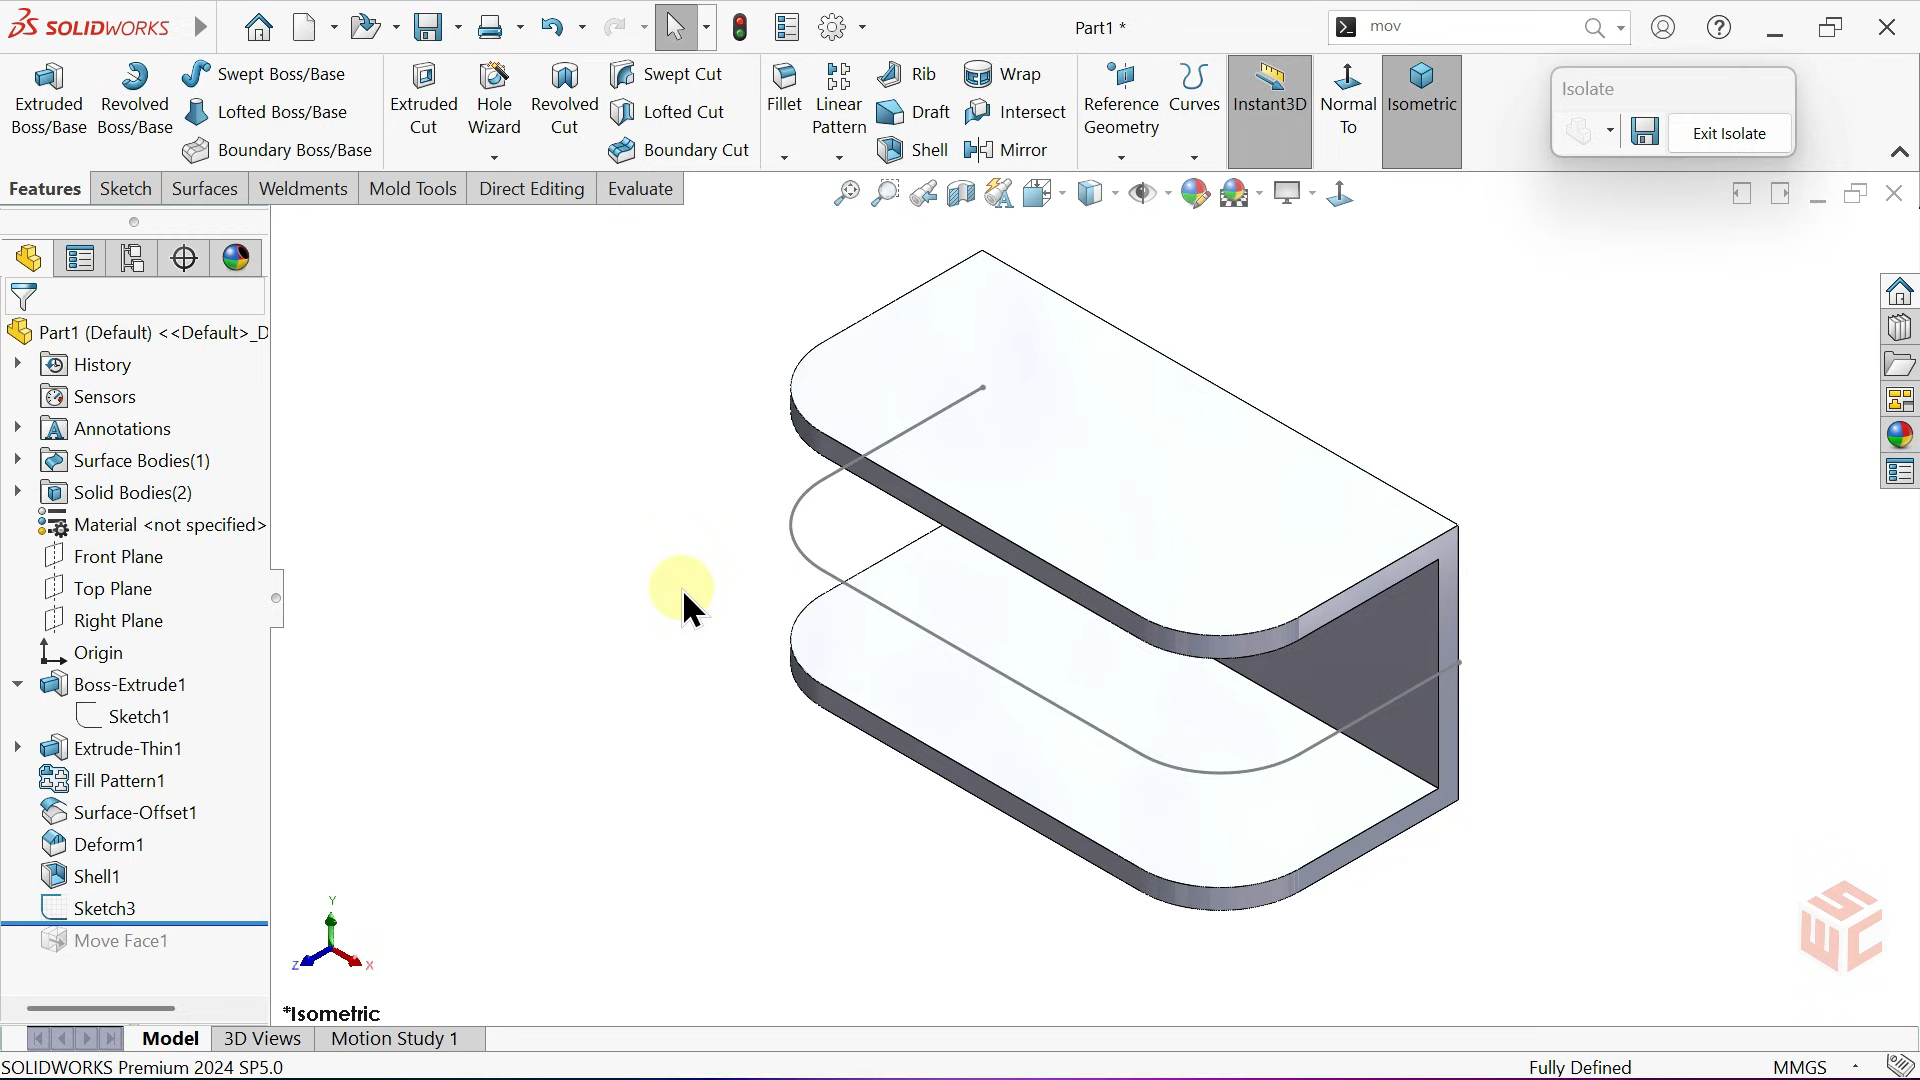 SOLIDWORKS
Part1 *
mov
Extruded Boss/Base
Revolved Boss/Base
Swept Boss/Base
Lofted Boss/Base
Boundary Boss/Base
Extruded Cut
Hole Wizard
Revolved Cut
Swept Cut
Lofted Cut
Boundary Cut
Fillet
Linear Pattern
Rib
Draft
Shell
Wrap
Intersect
Mirror
Reference Geometry
Curves
Instant3D
Normal To
Isometric
Isolate
Exit Isolate
Features
Sketch
Surfaces
Weldments
Mold Tools
Direct Editing
Evaluate
Part1 (Default) <<Default>_D
History
Sensors
Annotations
Surface Bodies(1)
Solid Bodies(2)
Material <not specified>
Front Plane
Top Plane
Right Plane
Origin
Boss-Extrude1
Sketch1
Extrude-Thin1
Fill Pattern1
Surface-Offset1
Deform1
Shell1
Sketch3
Move Face1
Y
Z
X
*Isometric
SWC
Model
3D Views
Motion Study 1
SOLIDWORKS Premium 2024 SP5.0
Fully Defined
MMGS